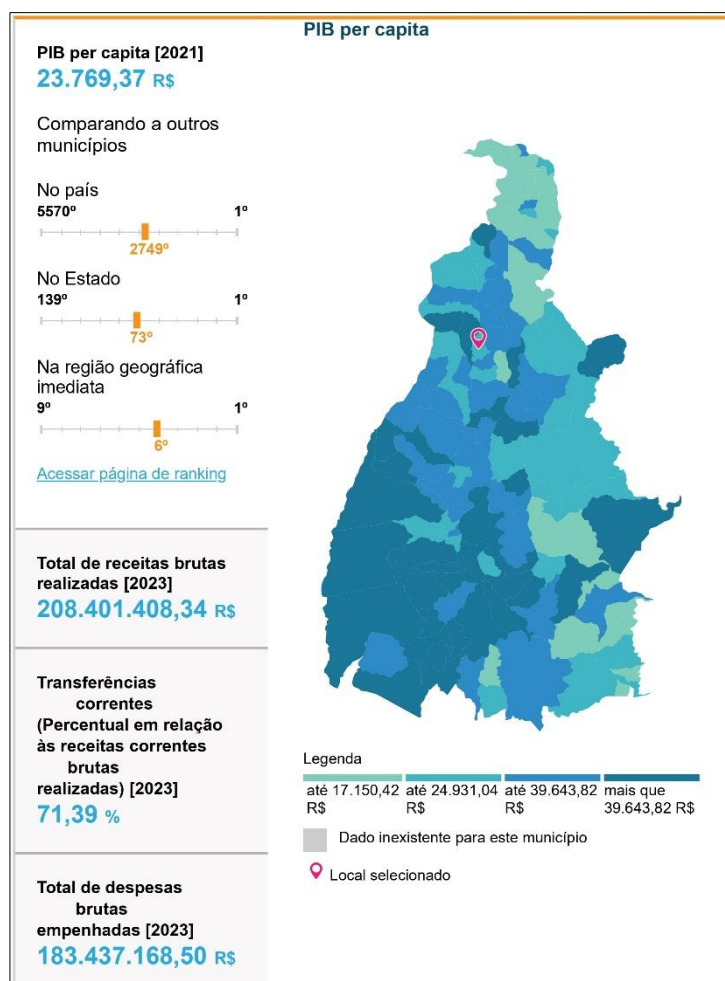 PIB per capita [2021]
23.769,37 R$
Comparando a outros
municípios
No país
5570º 1º
2749º
No Estado
139º 1º
73º
Na região geográfica
imediata
9º 1º
6º
Acessar página de ranking
Total de receitas brutas
realizadas [2023]
208.401.408,34 R$
Transferências
correntes
(Percentual em relação
às receitas correntes
brutas
realizadas) [2023]
71,39 %
Total de despesas
brutas
empenhadas [2023]
183.437.168,50 R$
PIB per capita
Legenda
até 17.150,42 até 24.931,04 até 39.643,82 mais que
R$ R$ R$ 39.643,82 R$
Dado inexistente para este município
Local selecionado